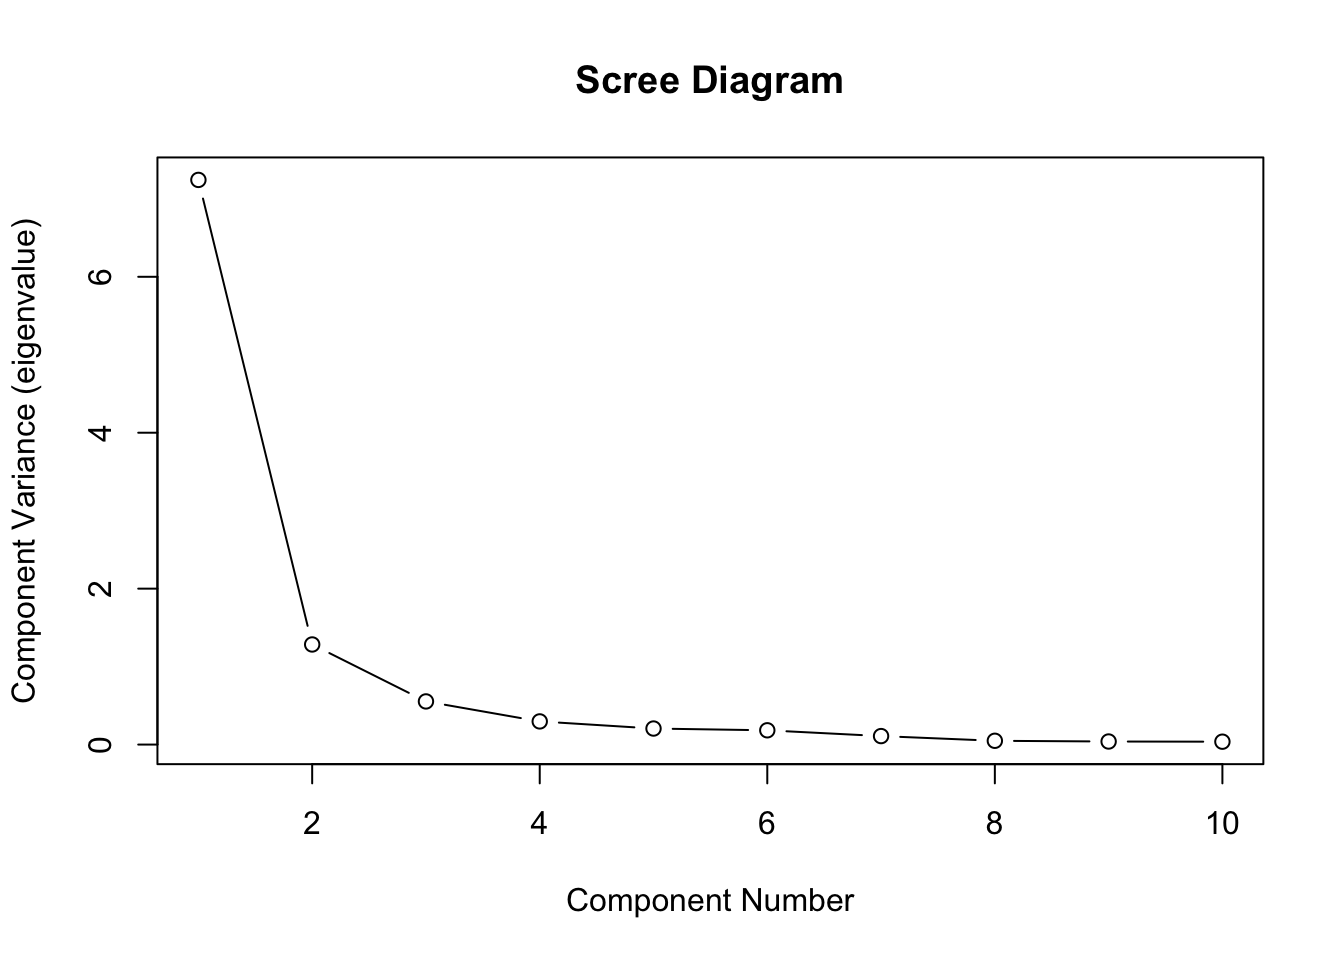 Scree Diagram
Component Variance (eigenvalue)
6
4
2
0
2 4 6 8 10
Component Number